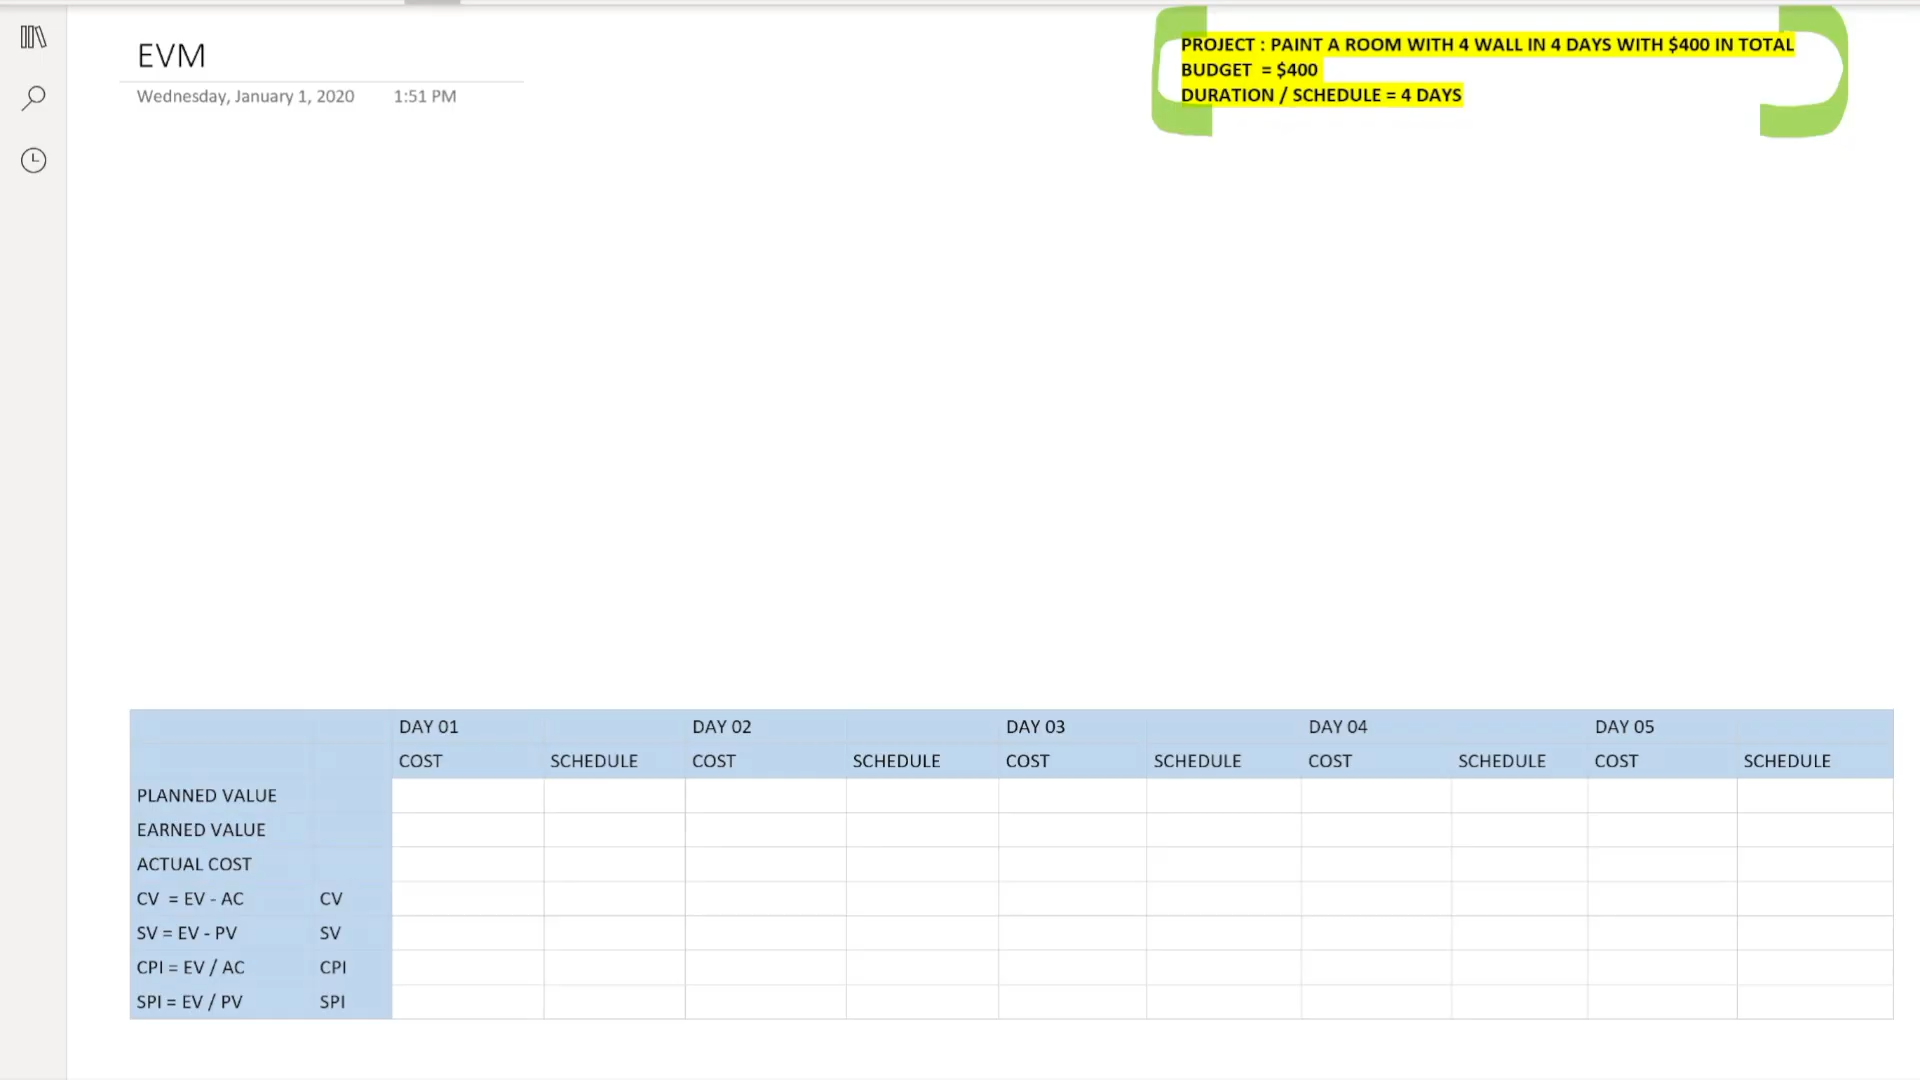 EVM
Wednesday, January 1, 2020 1:51 PM
PROJECT : PAINT A ROOM WITH 4 WALL IN 4 DAYS WITH $400 IN TOTAL
BUDGET = $400
DURATION / SCHEDULE = 4 DAYS
DAY 01 DAY 02 DAY 03 DAY 04 DAY 05
COST SCHEDULE COST SCHEDULE COST SCHEDULE COST SCHEDULE COST SCHEDULE
PLANNED VALUE
EARNED VALUE
ACTUAL COST
CV = EV - AC CV
SV = EV - PV SV
CPI = EV / AC CPI
SPI = EV / PV SPI